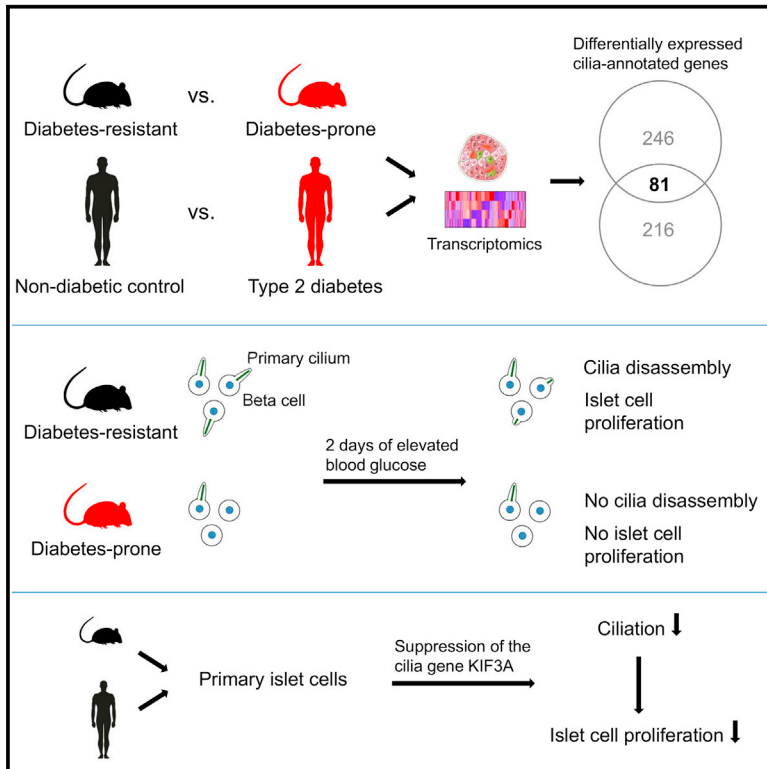 Differentially expressed
cilia-annotated genes
vs.
Diabetes-resistant
Diabetes-prone
246
81
216
vs.
Transcriptomics
Non-diabetic control
Type 2 diabetes
Primary cilium
Beta cell
Diabetes-resistant
2 days of elevated
blood glucose
Cilia disassembly
Islet cell
proliferation
Diabetes-prone
No cilia disassembly
No islet cell
proliferation
Primary islet cells
Suppression of the
cilia gene KIF3A
Ciliation
Islet cell proliferation